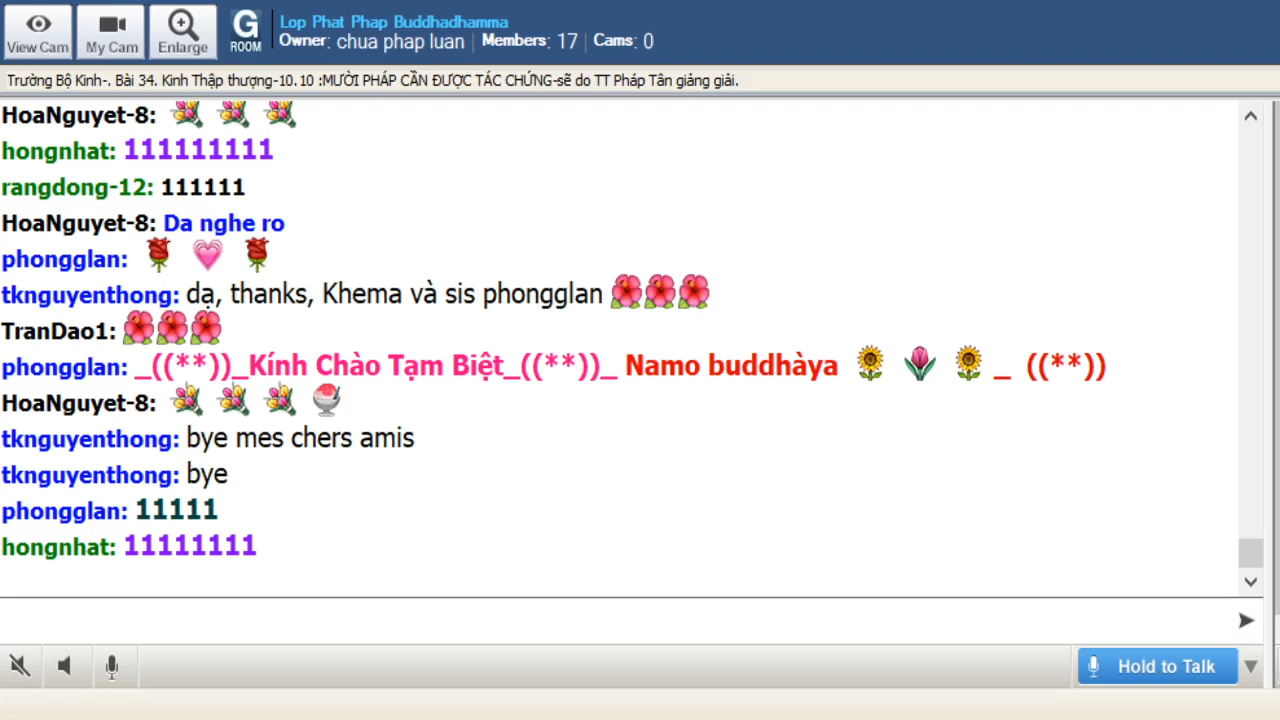 View Cam
My Cam
Enlarge
G
ROOM
Lop Phat Phap Buddhadhamma
Owner: chua phap luan | Members: 17 | Cams: 0
Trường Bộ Kinh-. Bài 34. Kinh Thập thượng-10.10 :MƯỜI PHÁP CẦN ĐƯỢC TÁC CHỨNG-sẽ do TT Pháp Tân giảng giải.
HoaNguyet-8:
hongnhat: 111111111
rangdong-12: 111111
HoaNguyet-8: Da nghe ro
phongglan:
tknguyenthong: dạ, thanks, Khema và sis phongglan
TranDao1:
phongglan: _((**))_Kính Chào Tạm Biệt_((**))_ Namo buddhàya _ ((**))
HoaNguyet-8:
tknguyenthong: bye mes chers amis
tknguyenthong: bye
phongglan: 11111
hongnhat: 11111111
Hold to Talk